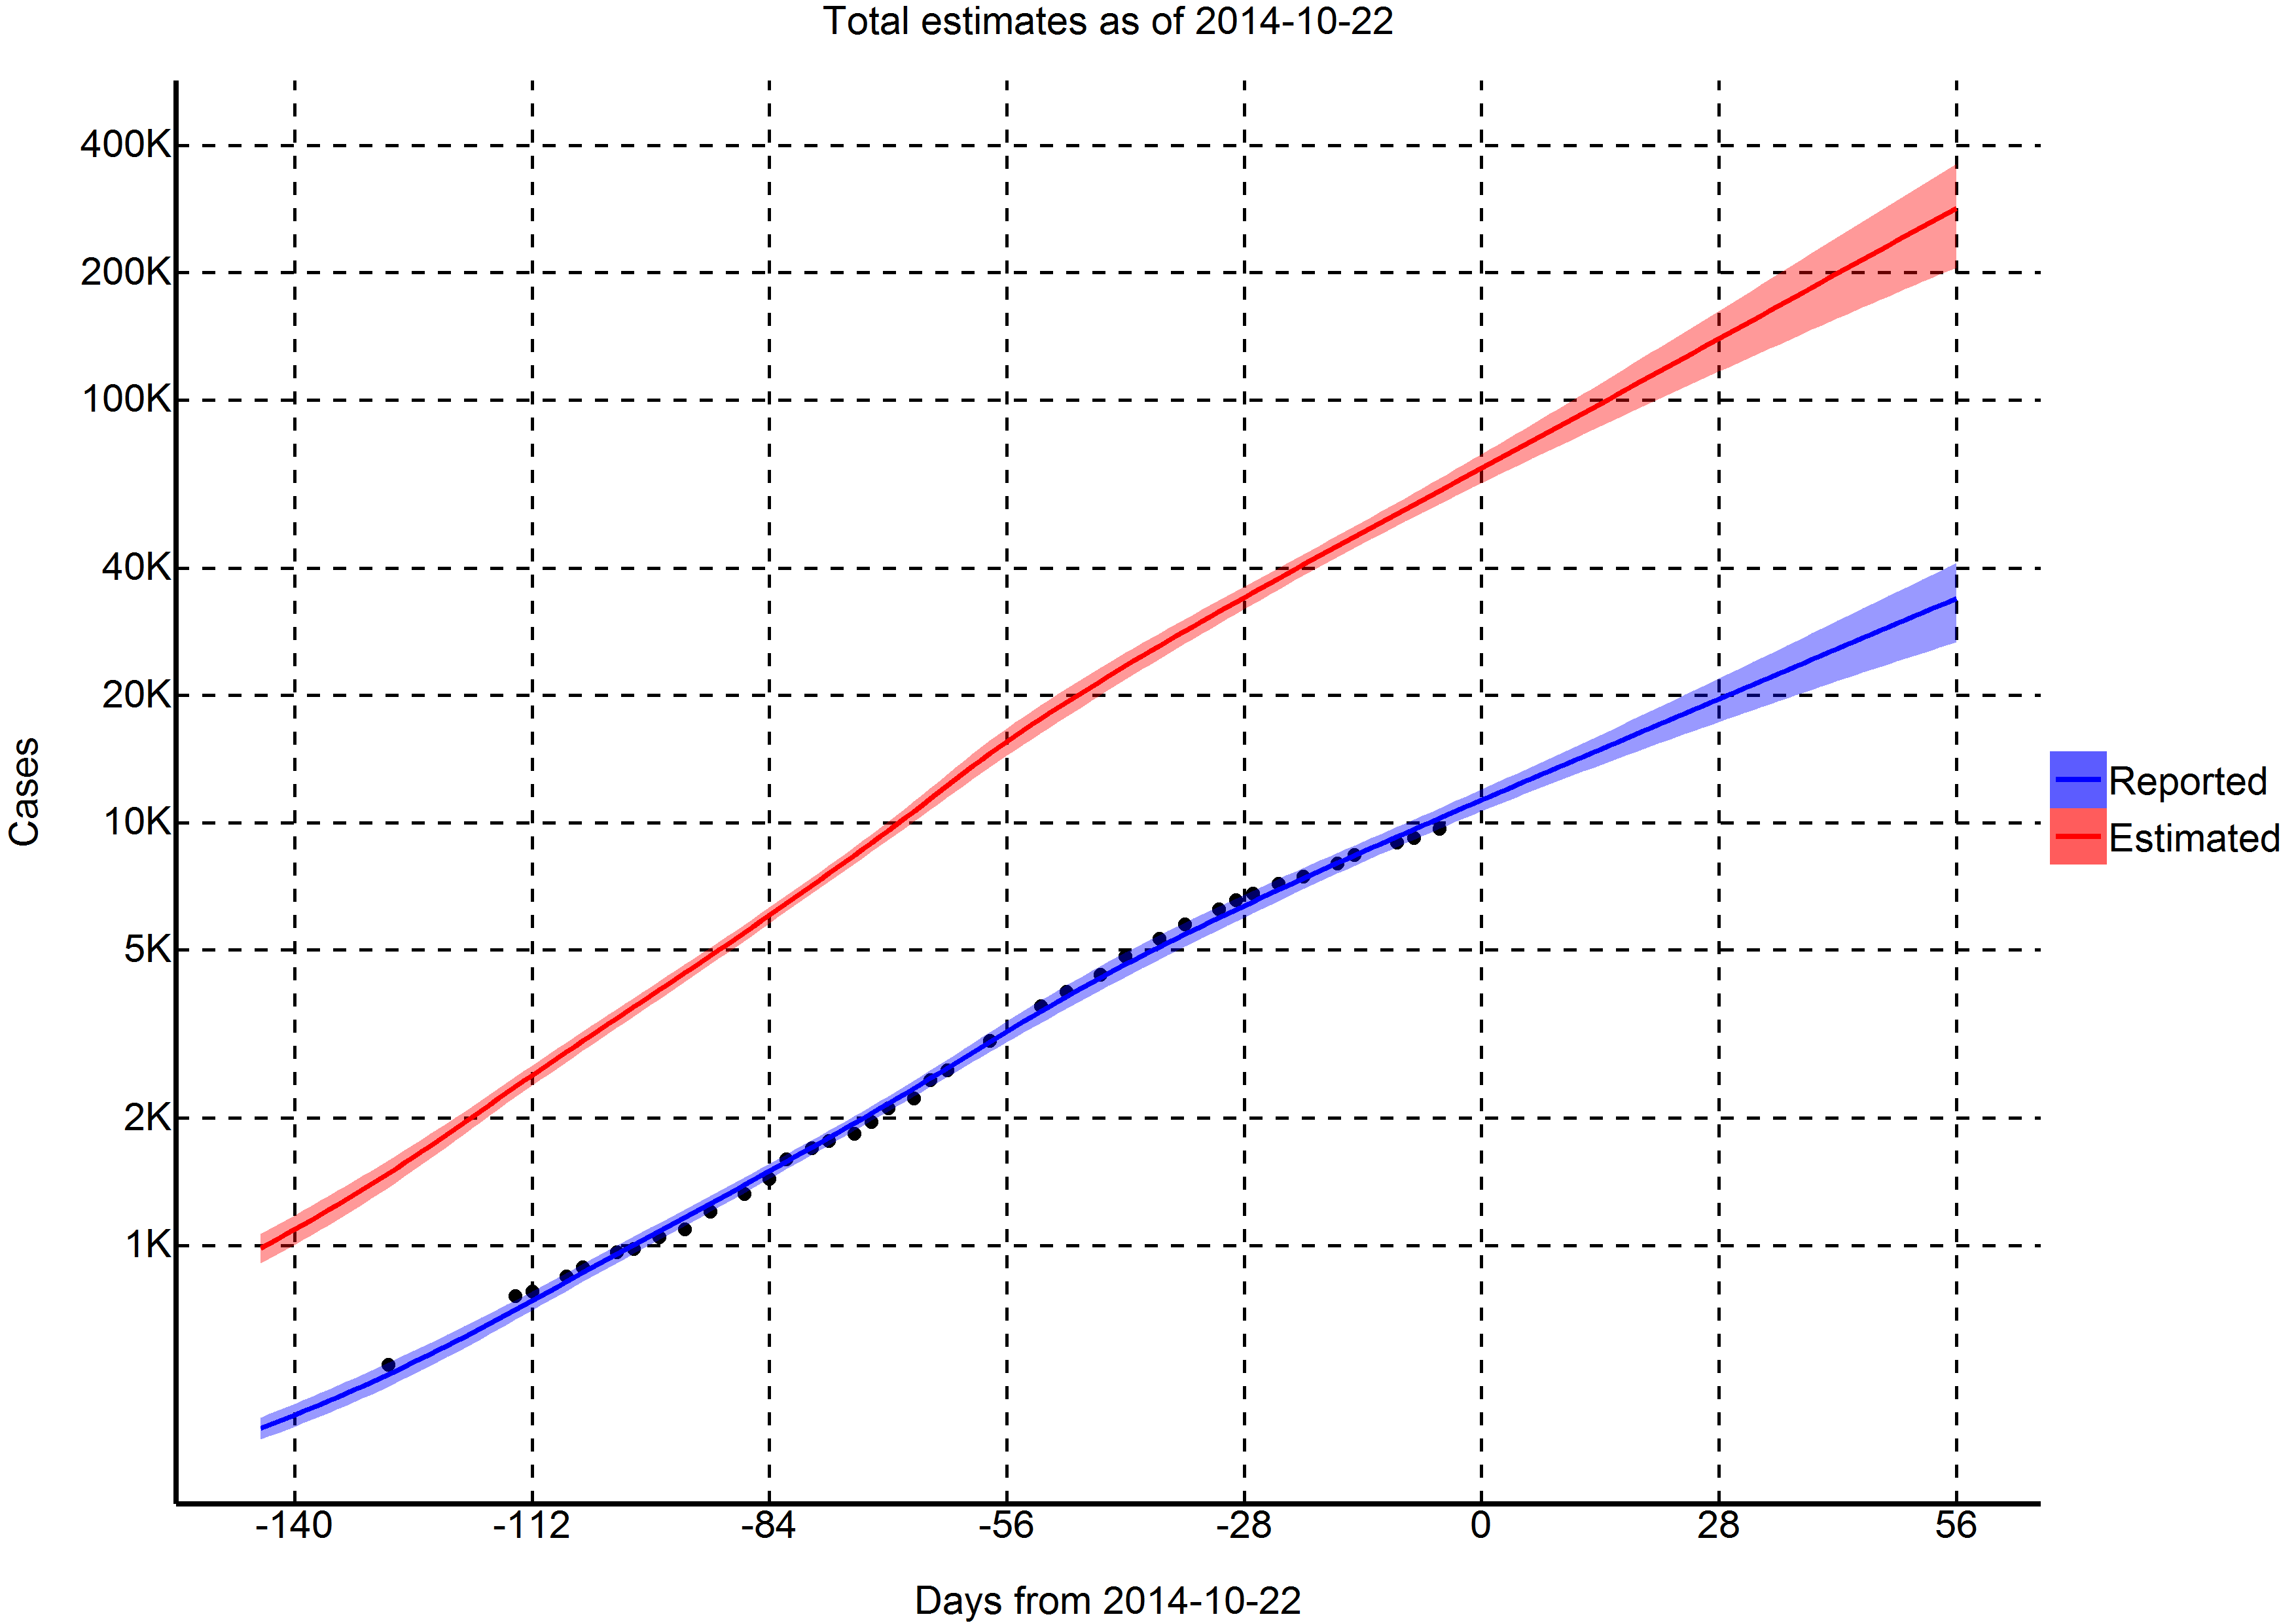 Total estimates as of 2014-10-22
400K
200K
100K
40K
20K
10K
5K
2K
1K
Cases
Reported
Estimated
-140 -112 -84 -56 -28 0 28 56
Days from 2014-10-22